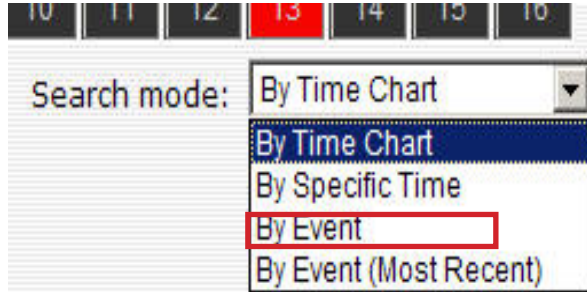 10 11 12 13 14 15 16
Search mode: By Time Chart
By Time Chart
By Specific Time
By Event
By Event (Most Recent)